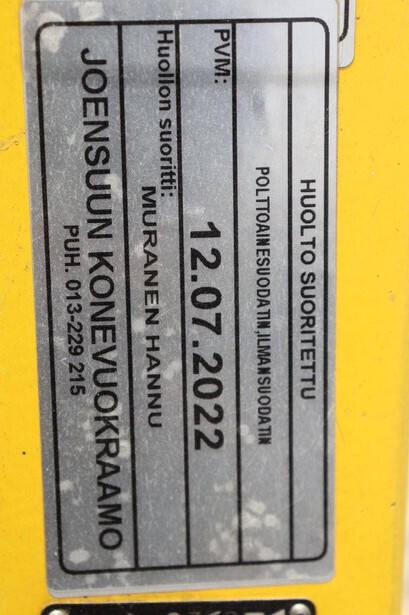 HUOLTO SUORITETTU
POLTTOAINESUODATIN,ILMANSUODATIN
PVM: 12.07.2022
Huollon suoritti: MURANEN HANNU
JOENSUUN KONEVUOKRAAMO
PUH. 013-229 215